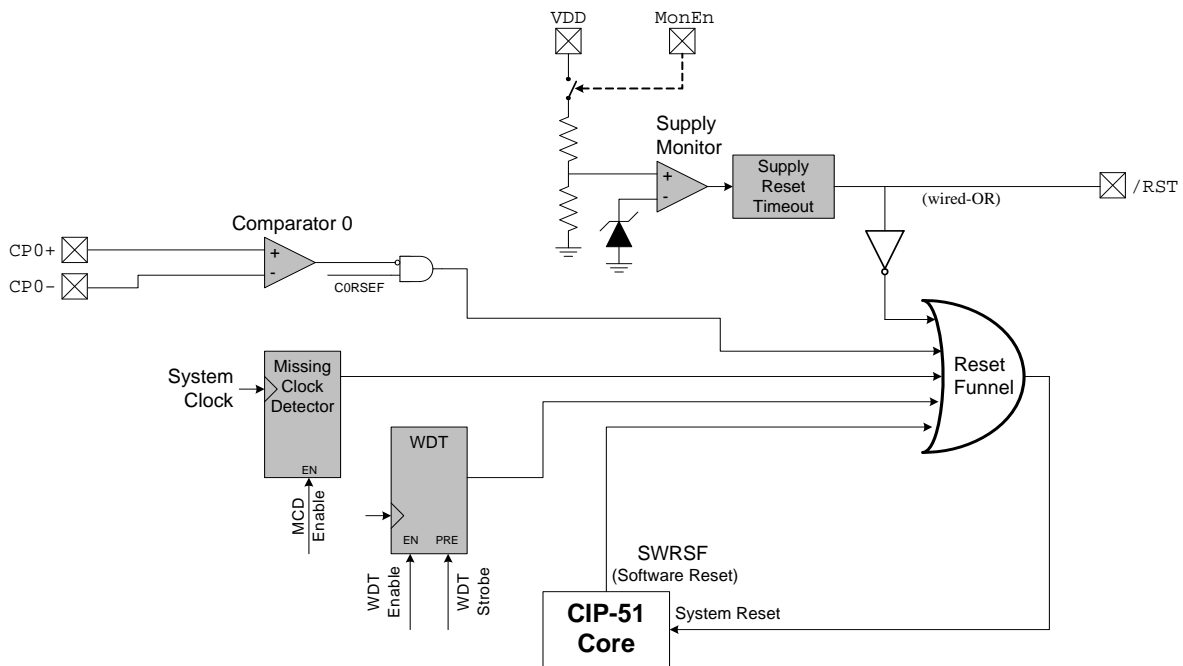 VDD
MonEn
Supply
Monitor
+
-
Supply
Reset
Timeout
(wired-OR)
/RST
Comparator 0
CP0+
CP0-
+
-
C0RSEF
System
Clock
Missing
Clock
Detector
EN
MCD
Enable
WDT
EN
PRE
WDT
Enable
WDT
Strobe
Reset
Funnel
SWRSF
(Software Reset)
CIP-51
Core
System Reset